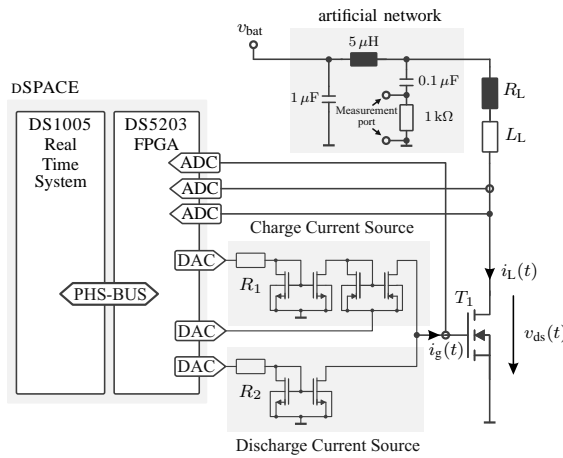 artificial network
v_bat
5 μH
1 μF
0.1 μF
Measurement
port
1 kΩ
R_L
L_L
DSPACE
DS1005
Real
Time
System
DS5203
FPGA
ADC
ADC
ADC
Charge Current Source
DAC
R_1
PHS-BUS
DAC
DAC
R_2
Discharge Current Source
i_L(t)
T_1
i_g(t)
v_ds(t)